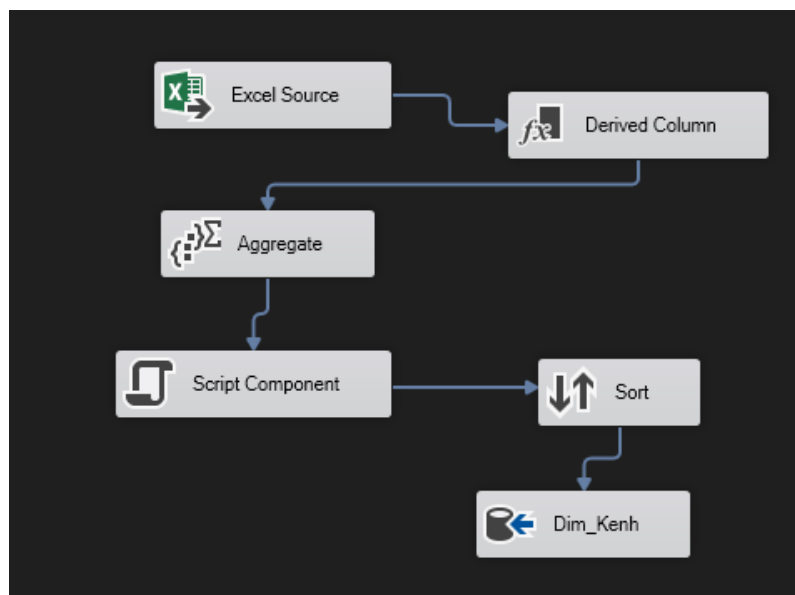 Excel Source
Derived Column
Aggregate
Script Component
Sort
Dim_Kenh